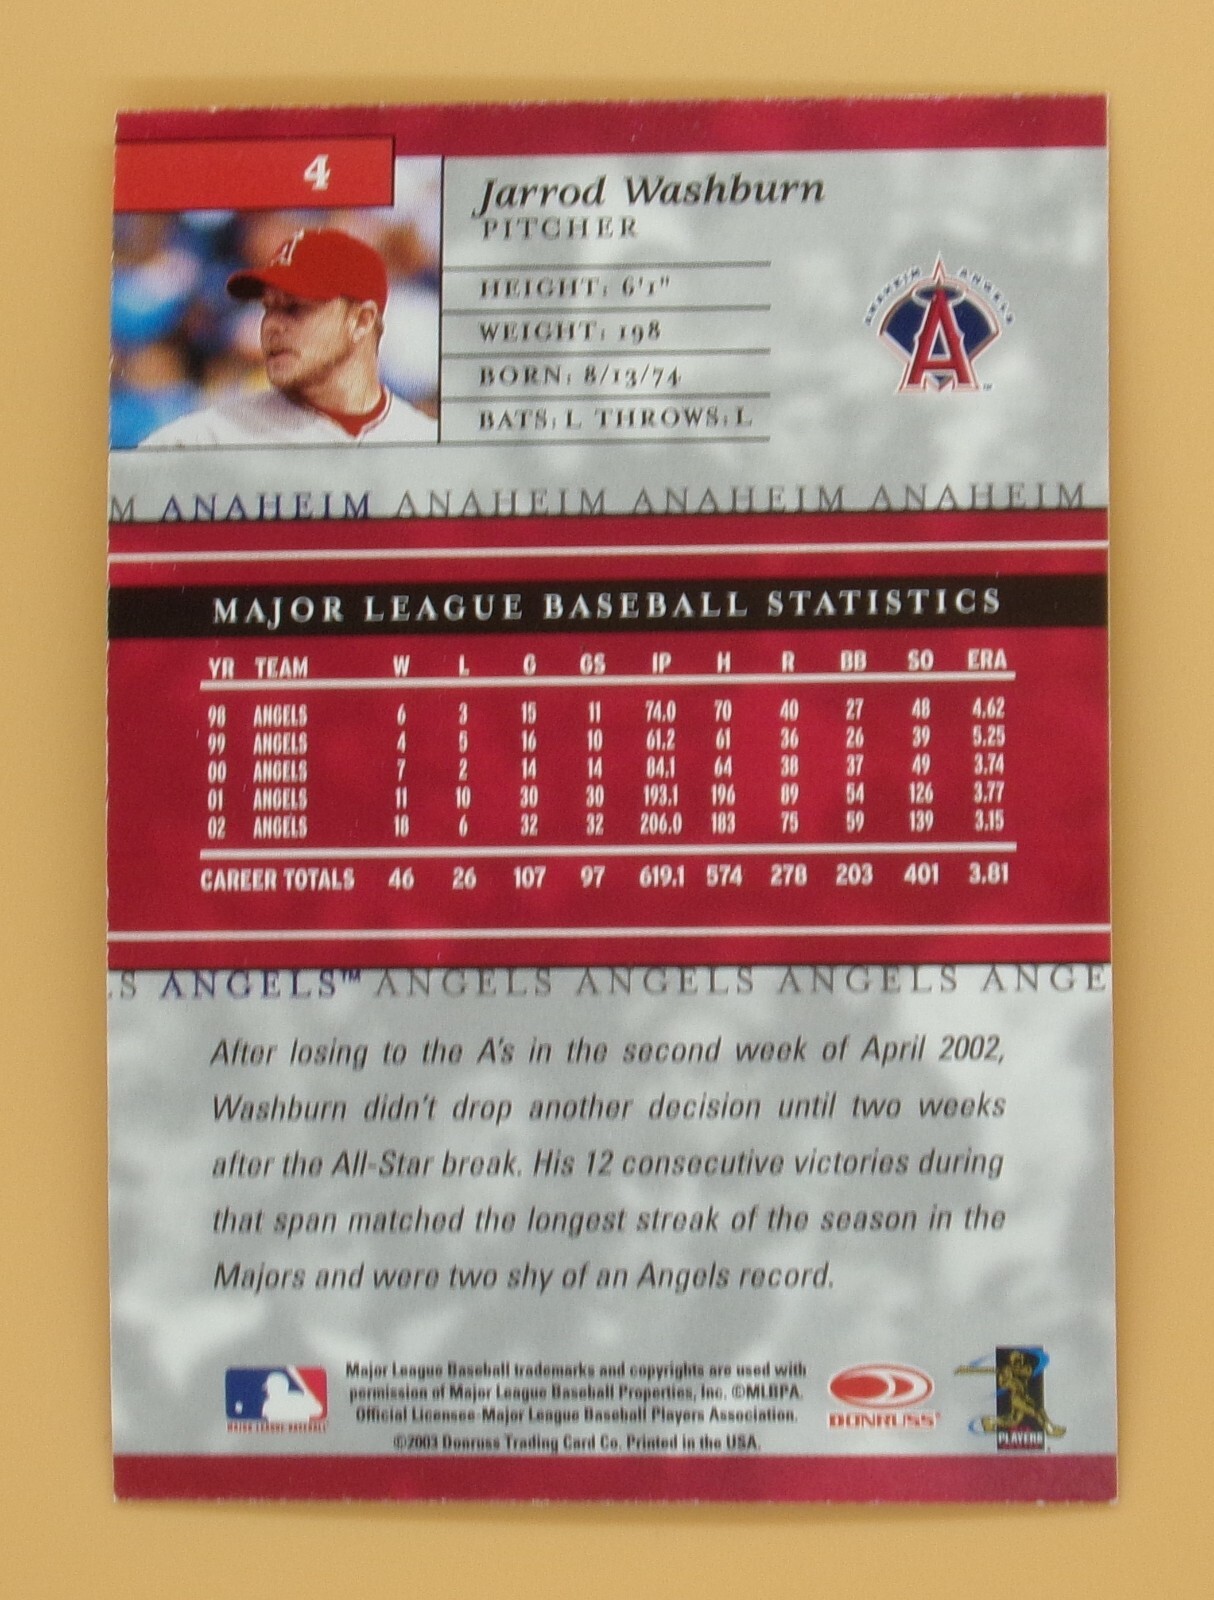 4
Jarrod Washburn
PITCHER
HEIGHT: 6'1"
WEIGHT: 198
BORN: 8/13/74
BATS: L THROWS: L
ANAHEIM ANGELS
A
M ANAHEIM ANAHEIM ANAHEIM ANAHEIM
MAJOR LEAGUE BASEBALL STATISTICS
YR TEAM W L G GS IP H R BB SO ERA
98 ANGELS 6 3 15 11 74.0 70 40 27 48 4.62
99 ANGELS 4 5 16 10 61.2 61 36 26 39 5.25
00 ANGELS 7 2 14 14 84.1 64 38 37 49 3.74
01 ANGELS 11 10 30 30 193.1 196 89 54 126 3.77
02 ANGELS 18 6 32 32 206.0 183 75 59 139 3.15
CAREER TOTALS 46 26 107 97 619.1 574 278 203 401 3.81
LS ANGELS™ ANGELS ANGELS ANGELS ANGE
After losing to the A's in the second week of April 2002,
Washburn didn't drop another decision until two weeks
after the All-Star break. His 12 consecutive victories during
that span matched the longest streak of the season in the
Majors and were two shy of an Angels record.
Major League Baseball trademarks and copyrights are used with
permission of Major League Baseball Properties, Inc. ©MLBPA.
Official Licensee-Major League Baseball Players Association.
©2003 Donruss Trading Card Co. Printed in the USA.
MAJOR LEAGUE BASEBALL
DONRUSS
PLAYERS